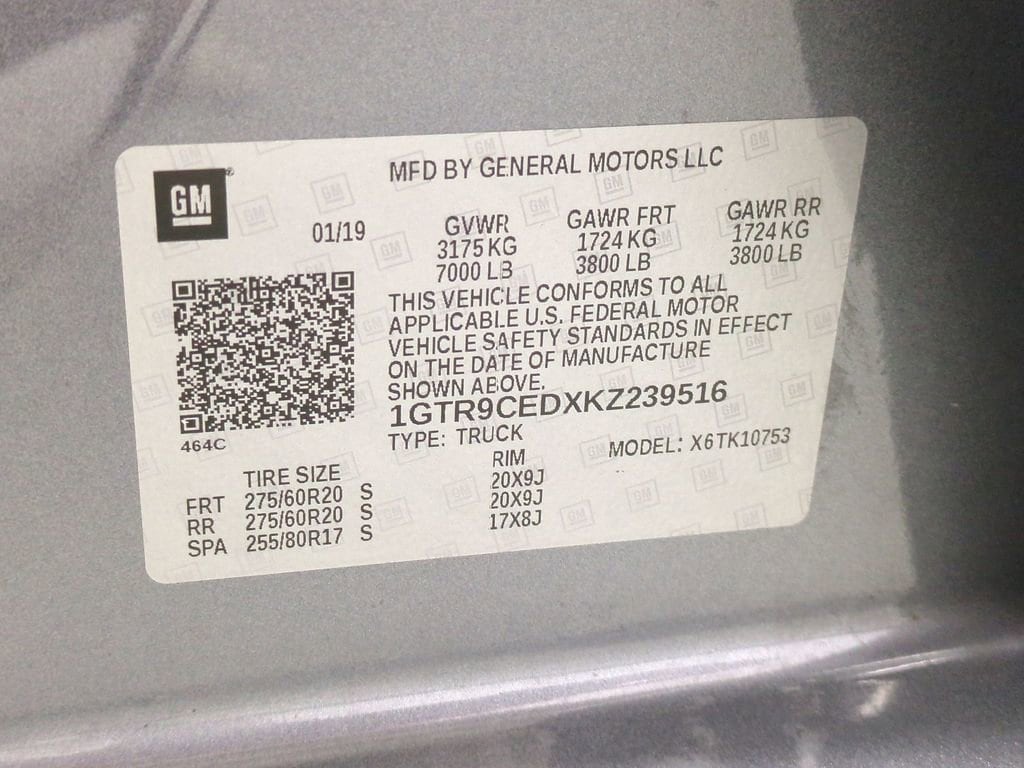 GM
MFD BY GENERAL MOTORS LLC
01/19
GVWR GAWR FRT GAWR RR
3175 KG 1724 KG 1724 KG
7000 LB 3800 LB 3800 LB
THIS VEHICLE CONFORMS TO ALL
APPLICABLE U.S. FEDERAL MOTOR
VEHICLE SAFETY STANDARDS IN EFFECT
ON THE DATE OF MANUFACTURE
SHOWN ABOVE.
1GTR9CEDXKZ239516
464C
TYPE: TRUCK MODEL: X6TK10753
TIRE SIZE RIM
FRT 275/60R20 S 20X9J
RR 275/60R20 S 20X9J
SPA 255/80R17 S 17X8J